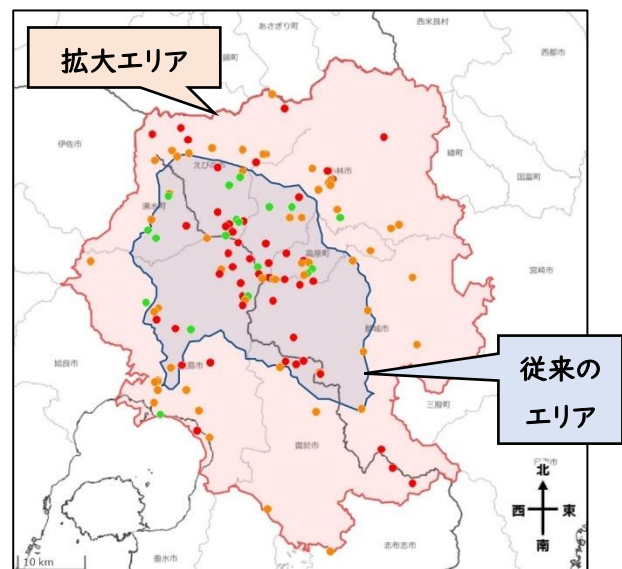 あさぎり町
西米良村
西都市
拡大エリア
伊佐市
綾町
えびの市
小林市
国富町
湧水町
高原町
宮崎市
都城市
姶良市
霧島市
従来の
エリア
三股町
曽於市
北
西 東
南
志布志市
垂水市
10 km